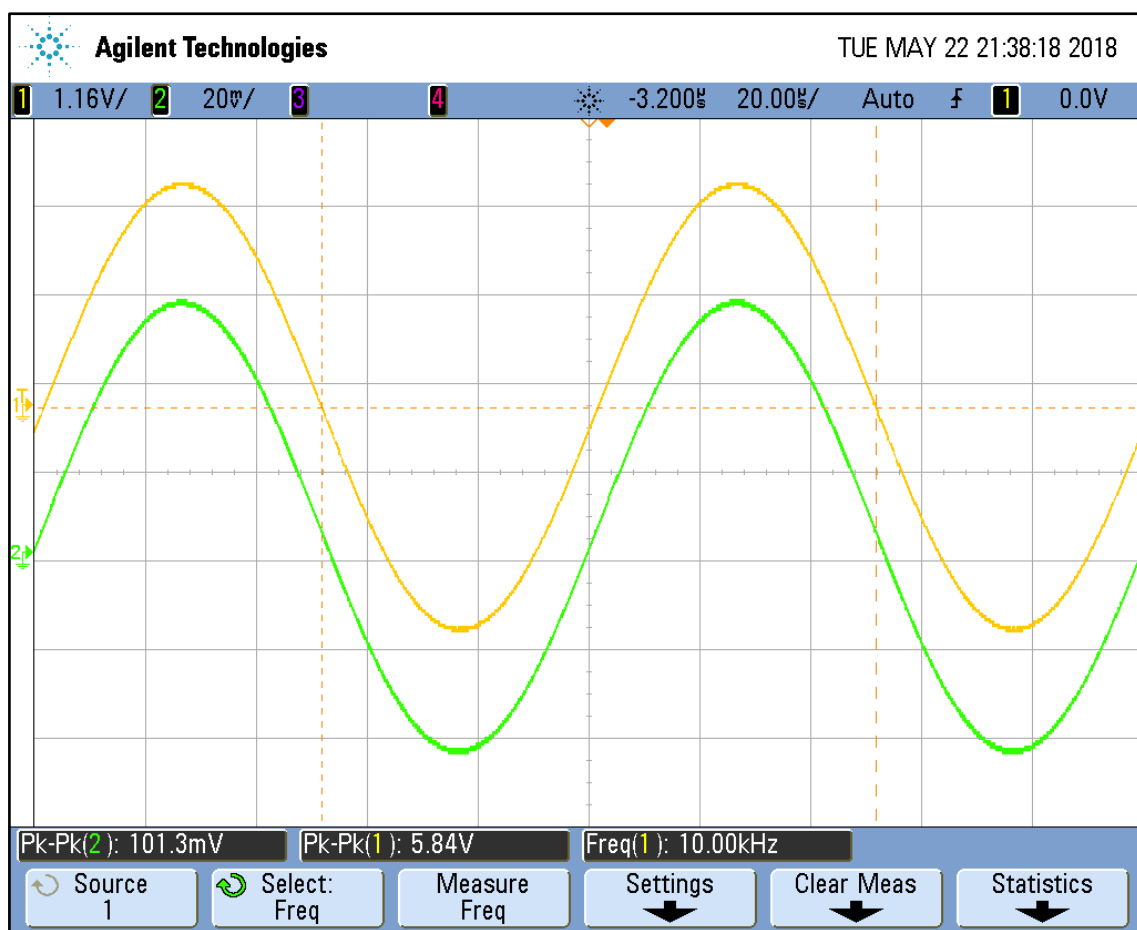 Agilent Technologies TUE MAY 22 21:38:18 2018
1 1.16V/ 2 20mV/ 3 4 -3.200µs 20.00µs/ Auto 1 0.0V
1
2
Pk-Pk(2): 101.3mV Pk-Pk(1): 5.84V Freq(1): 10.00kHz
Source Select: Measure Settings Clear Meas Statistics
1 Freq Freq